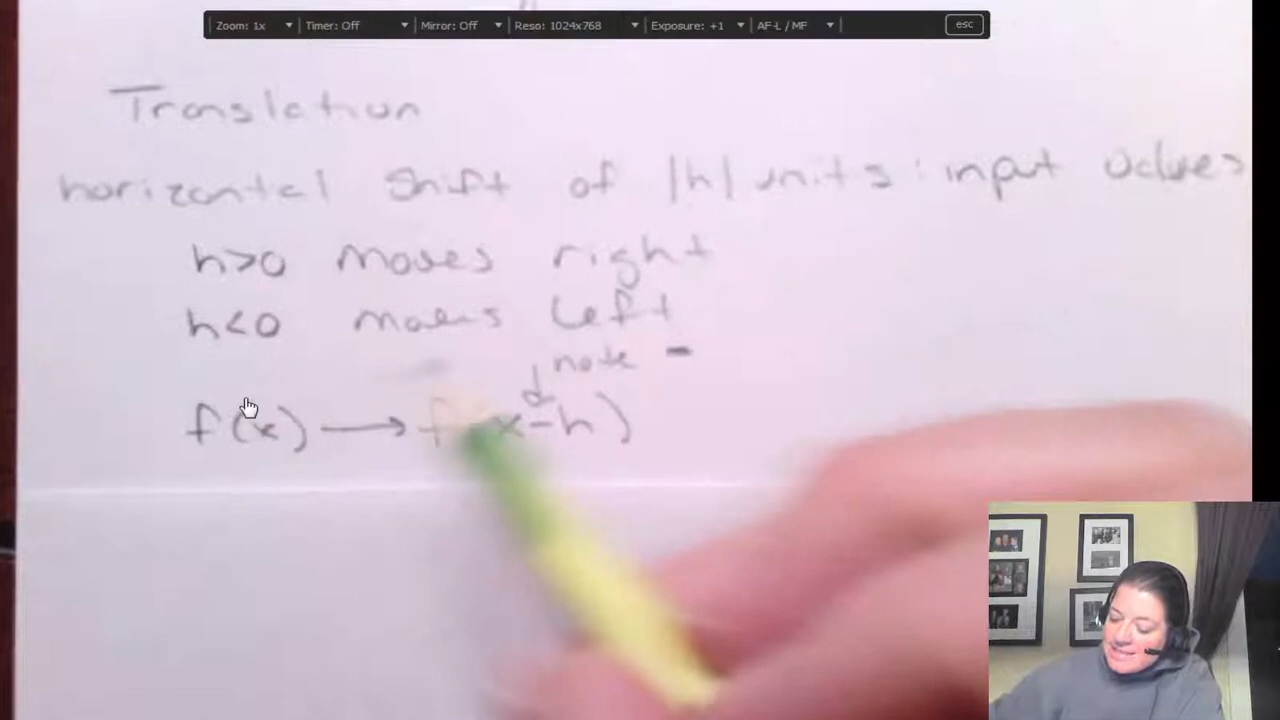 Zoom: 1x Timer: Off Mirror: Off Reso: 1024x768 Exposure: +1 AF-L / MF esc
Translation
horizontal shift of |h| units : input values
h>0 moves right
h<0 moves left
note -
f(x) → f(x-h)